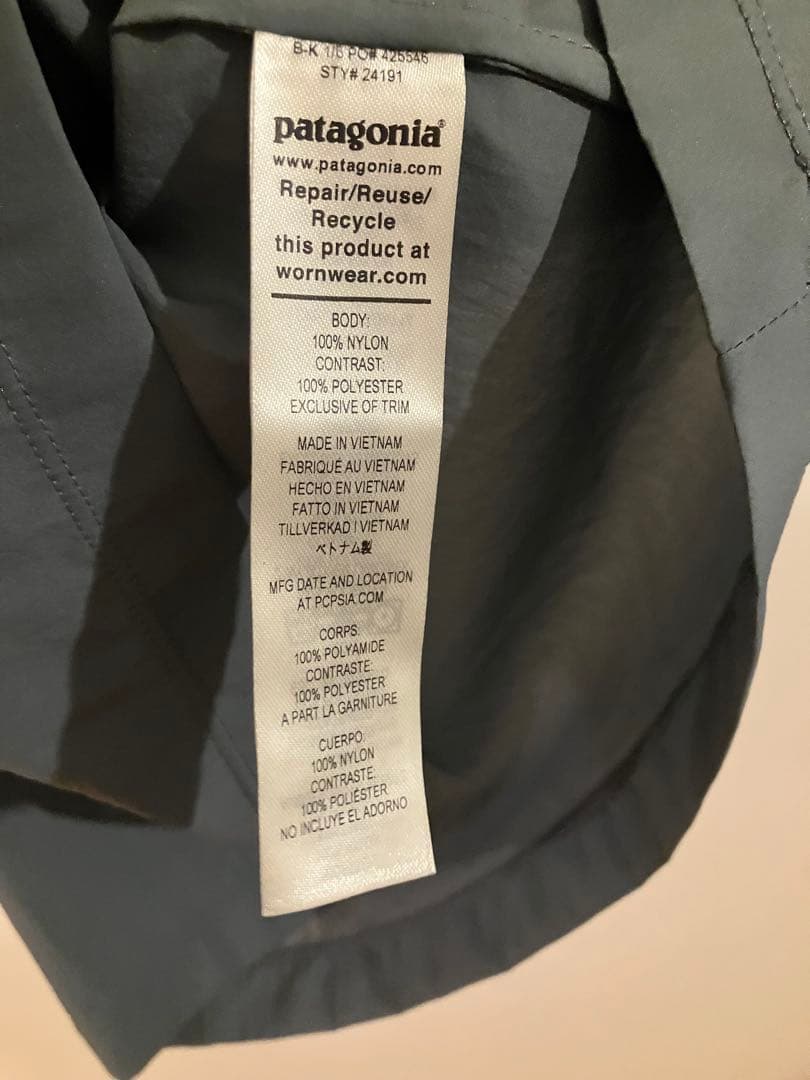 B-K 1/6 PO# 425546
STY# 24191
patagonia®
www.patagonia.com
Repair/Reuse/
Recycle
this product at
wornwear.com
BODY:
100% NYLON
CONTRAST:
100% POLYESTER
EXCLUSIVE OF TRIM
MADE IN VIETNAM
FABRIQUÉ AU VIETNAM
HECHO EN VIETNAM
FATTO IN VIETNAM
TILLVERKAD I VIETNAM
ベトナム製
MFG DATE AND LOCATION
AT PCPSIA.COM
CORPS:
100% POLYAMIDE
CONTRASTE:
100% POLYESTER
A PART LA GARNITURE
CUERPO:
100% NYLON
CONTRASTE:
100% POLIÉSTER
NO INCLUYE EL ADORNO